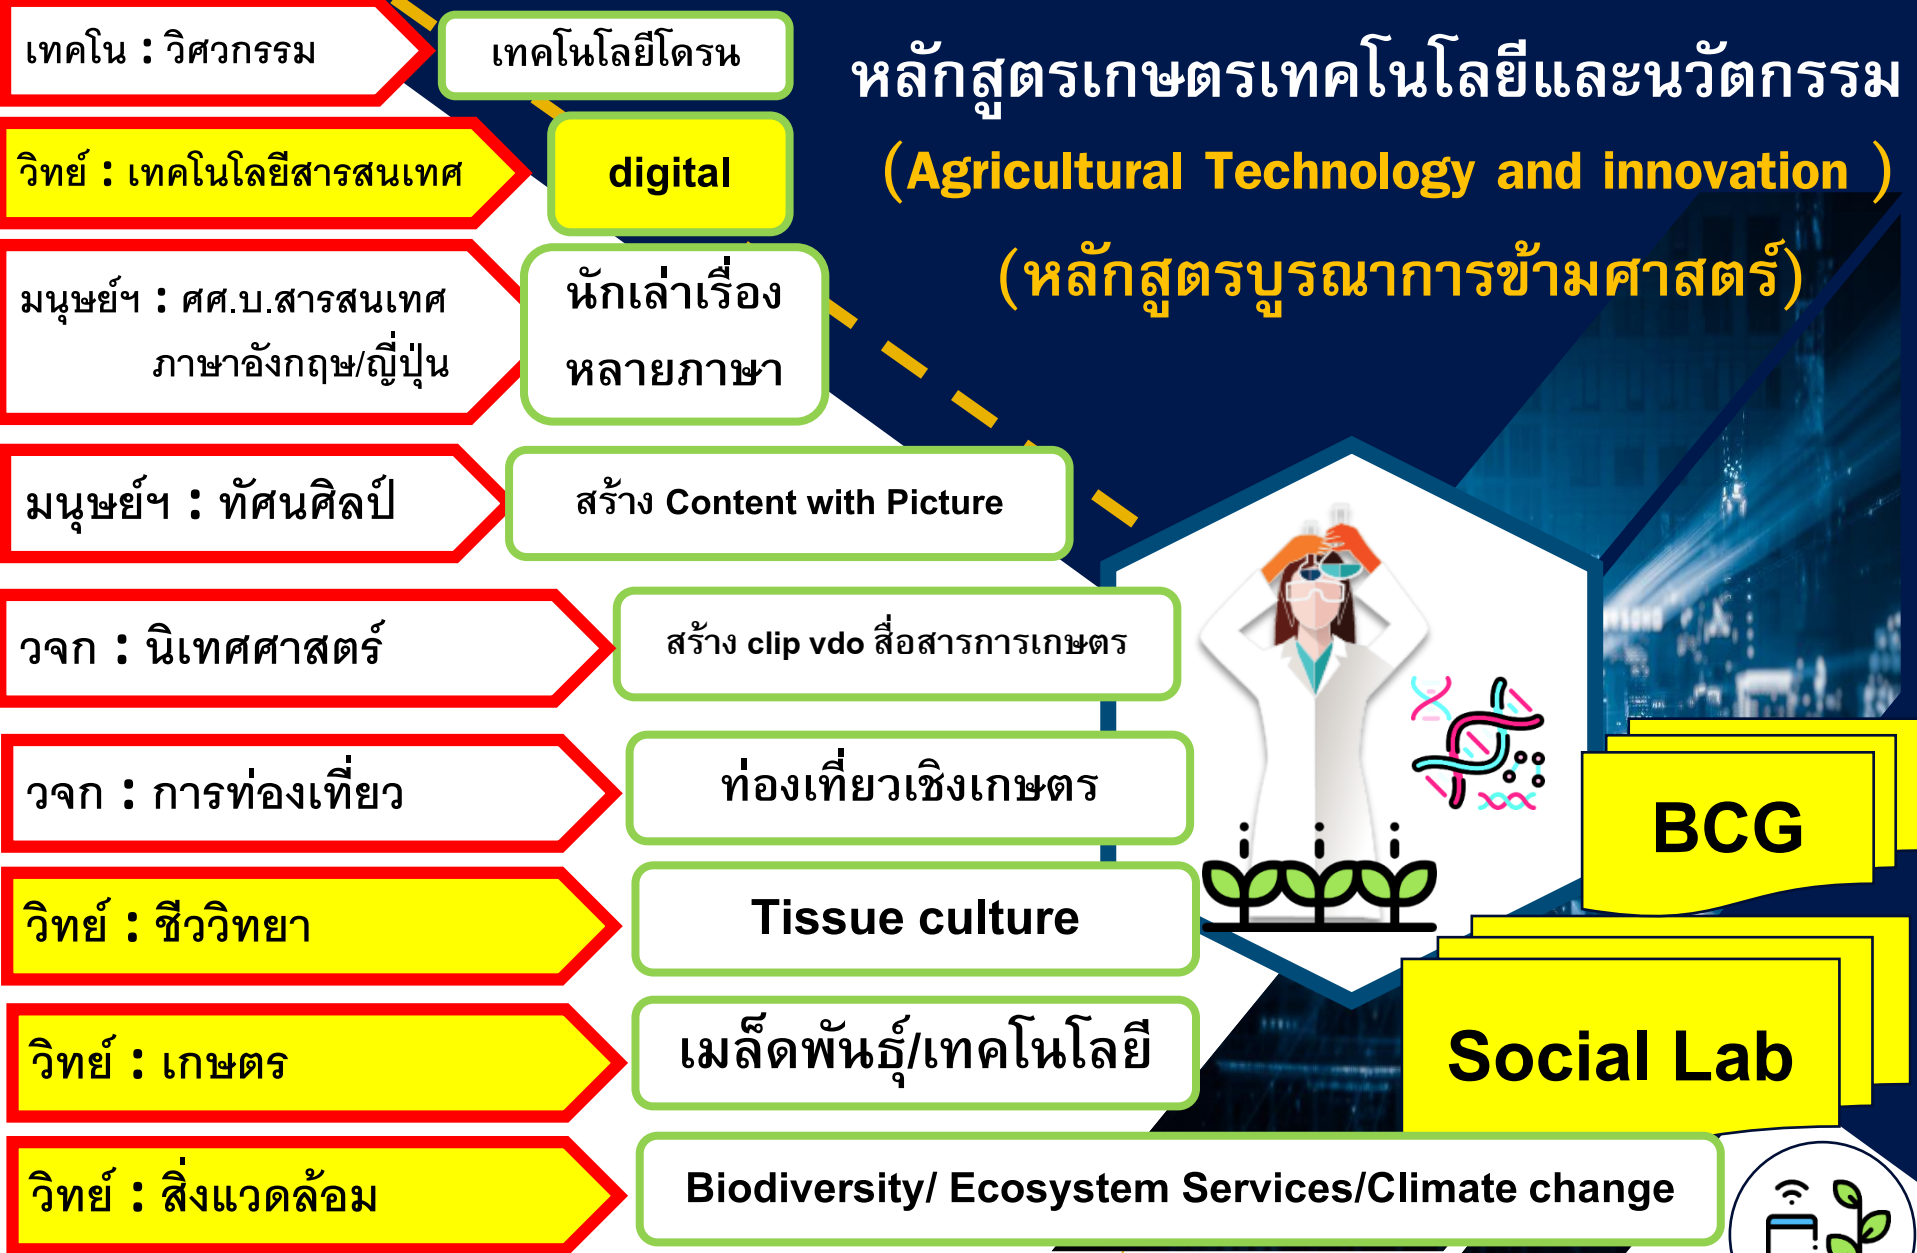 หลักสูตรเกษตรเทคโนโลยีและนวัตกรรม
(Agricultural Technology and innovation )
(หลักสูตรบูรณาการข้ามศาสตร์)
เทคโน : วิศวกรรม
เทคโนโลยีโดรน
วิทย์ : เทคโนโลยีสารสนเทศ
digital
มนุษย์ฯ : ศศ.บ.สารสนเทศ
ภาษาอังกฤษ/ญี่ปุ่น
นักเล่าเรื่อง
หลายภาษา
มนุษย์ฯ : ทัศนศิลป์
สร้าง Content with Picture
วจก : นิเทศศาสตร์
สร้าง clip vdo สื่อสารการเกษตร
วจก : การท่องเที่ยว
ท่องเที่ยวเชิงเกษตร
วิทย์ : ชีววิทยา
Tissue culture
วิทย์ : เกษตร
เมล็ดพันธุ์/เทคโนโลยี
วิทย์ : สิ่งแวดล้อม
Biodiversity/ Ecosystem Services/Climate change
BCG
Social Lab